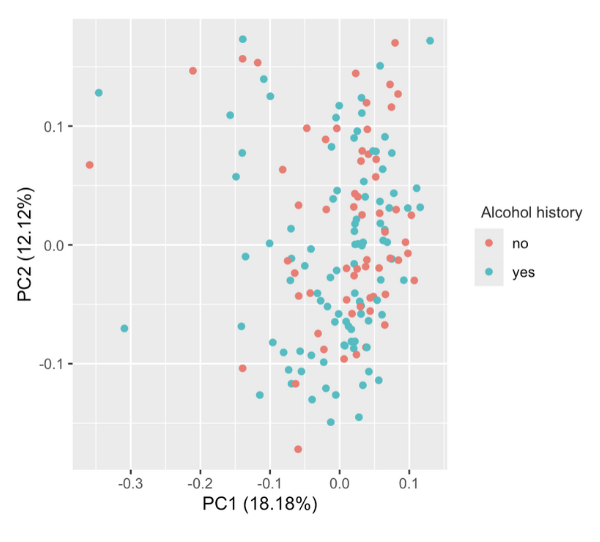 0.1
0.0
-0.1
PC2 (12.12%)
-0.3 -0.2 -0.1 0.0 0.1
PC1 (18.18%)
Alcohol history
no
yes